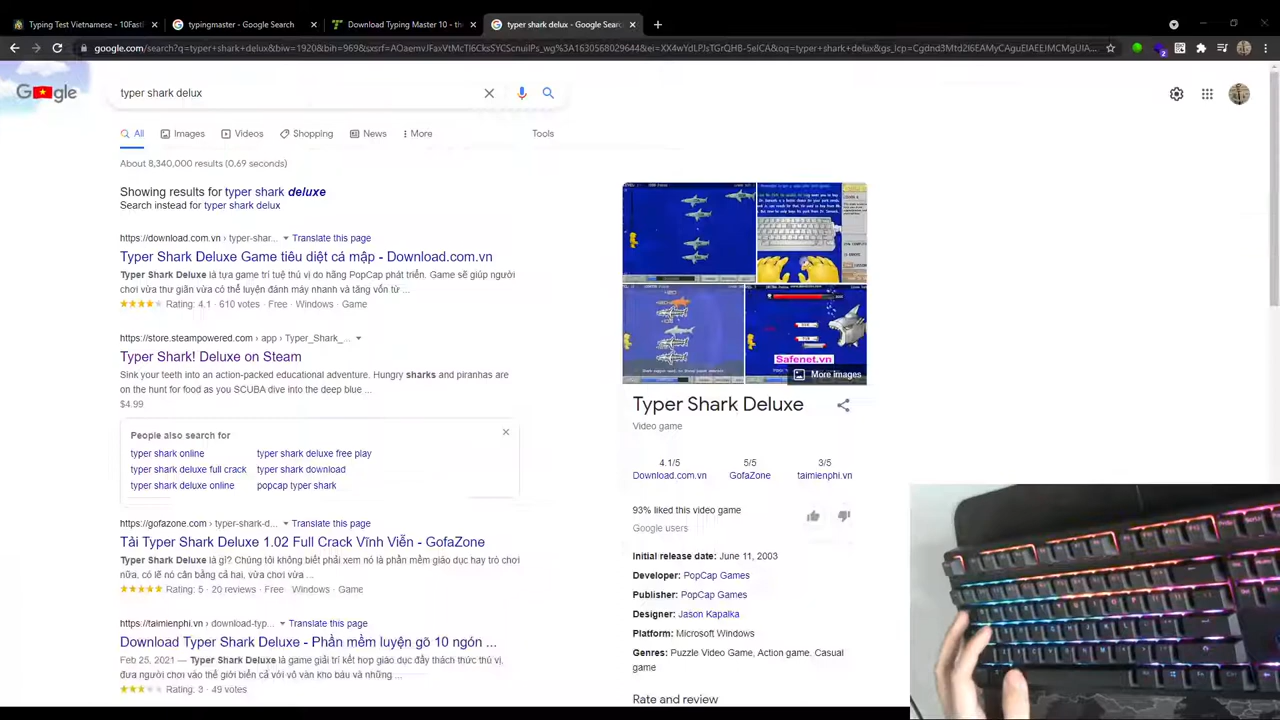 Typing Test Vietnamese - 10Fast
typingmaster - Google Search
Download Typing Master 10 - the
typer shark delux - Google Search
google.com/search?q=typer+shark+delux&biw=1920&bih=969&sxsrf=
Google
typer shark delux
All
Images
Videos
Shopping
News
More
Tools
About 8,340,000 results (0.69 seconds)
Showing results for typer shark deluxe
Search instead for typer shark delux
https://download.com.vn › typer-shar... Translate this page
Typer Shark Deluxe Game tiêu diệt cá mập - Download.com.vn
Typer Shark Deluxe là tựa game trí tuệ thú vị do hãng PopCap phát triển. Game sẽ giúp người
chơi vừa thư giãn vừa có thể luyện đánh máy nhanh và tăng vốn từ ...
Rating: 4.1 · 610 votes · Free · Windows · Game
https://store.steampowered.com › app › Typer_Shark_...
Typer Shark! Deluxe on Steam
Sink your teeth into an action-packed educational adventure. Hungry sharks and piranhas are
on the hunt for food as you SCUBA dive into the deep blue ...
$4.99
People also search for
typer shark online
typer shark deluxe free play
typer shark deluxe full crack
typer shark download
typer shark deluxe online
popcap typer shark
https://gofazone.com › typer-shark-d... Translate this page
Tải Typer Shark Deluxe 1.02 Full Crack Vĩnh Viễn - GofaZone
Typer Shark Deluxe là gì? Chúng tôi không biết phải xem nó là phần mềm giáo dục hay trò chơi
nữa, có lẽ nó cân bằng cả hai, vừa chơi vừa ...
Rating: 5 · 20 reviews · Free · Windows · Game
https://taimienphi.vn › download-typ... Translate this page
Download Typer Shark Deluxe - Phần mềm luyện gõ 10 ngón ...
Feb 25, 2021 — Typer Shark Deluxe là game giải trí kết hợp giáo dục đầy thách thức thú vị,
đưa người chơi vào thế giới biển cả với vô vàn kho báu và những ...
Rating: 3 · 49 votes
Safenet.vn
More images
Typer Shark Deluxe
Video game
4.1/5
5/5
3/5
Download.com.vn
GofaZone
taimienphi.vn
93% liked this video game
Google users
Initial release date: June 11, 2003
Developer: PopCap Games
Publisher: PopCap Games
Designer: Jason Kapalka
Platform: Microsoft Windows
Genres: Puzzle Video Game, Action game, Casual
game
Rate and review